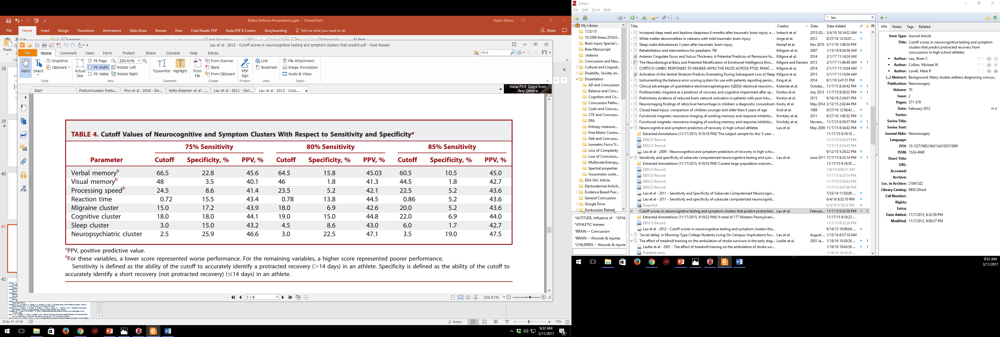 Raikes Defense Presentation.pptx - PowerPoint
Adam Raikes
File Home Insert Design Transitions Animations Slide Show Review View Foxit Reader PDF Soda PDF 8 Creator Storyboarding Tell me what you want to do
Share
Paste
Lau et al - 2012 - Cutoff scores in neurocognitive testing and symptom clusters that predict.pdf - Foxit Reader
File Home Comment View Form Protect Share Connect Help Extras
Find
Hand
Select
SnapShot
Clipboard
Actual Size
Fit Page
Fit Width
Fit Visible
220.41%
Rotate Left
Rotate Right
Typewriter
Highlight
From File
From Scanner
Blank
From Clipboard
PDF Sign
Link
Bookmark
File Attachment
Image Annotation
Audio & Video
Tools View Comment Create Protect Links Insert
Start
Postconcussion Postu...
Fino et al - 2016 - De...
Kelty-Stephen et al - ...
Lau et al - 2011 - Sen...
Lau et al - 2012 - Cuto...
View PDF Docs from
Any Device
38
39
40
41
42
TABLE 4. Cutoff Values of Neurocognitive and Symptom Clusters With Respect to Sensitivity and Specificitya
75% Sensitivity 80% Sensitivity 85% Sensitivity
Parameter Cutoff Specificity, % PPV, % Cutoff Specificity, % PPV, % Cutoff Specificity, % PPV, %
Verbal memoryb 66.5 22.8 45.6 64.5 15.8 45.03 60.5 10.5 45.0
Visual memoryb 48 3.5 40.1 46 1.8 41.3 44.5 1.8 42.7
Processing speedb 24.5 8.6 41.4 23.5 5.2 42.1 22.5 5.2 43.6
Reaction time 0.72 15.5 43.4 0.78 13.8 44.5 0.86 5.2 43.6
Migraine cluster 15.0 17.2 43.9 18.0 6.9 42.6 20.0 5.2 43.6
Cognitive cluster 18.0 18.0 44.1 19.0 15.0 44.8 22.0 6.9 44.0
Sleep cluster 3.0 15.0 43.2 4.5 8.6 43.0 6.0 1.7 42.7
Neuropsychiatric cluster 2.5 25.9 46.6 3.0 22.5 47.1 3.5 19.0 47.5
aPPV, positive predictive value.
bFor these variables, a lower score represented worse performance. For the remaining variables, a higher score represented poorer performance.
Sensitivity is defined as the ability of the cutoff to accurately identify a protracted recovery (>14 days) in an athlete. Specificity is defined as the ability of the cutoff to
accurately identify a short recovery (not protracted recovery) (≤14 days) in an athlete.
7 / 9
220.41%
Slide 41 of 48
Notes
78%
9:32 AM
3/11/2017
4
Zotero
File Edit Tools Help
lau
My Library
7/25/15
10.3389-fneur.2016.0...
Brain Injury Special I...
Bree Manuscript
citations
Concussion and Neu...
Cultural and Linguist...
Disability, Society an...
Dissertation
AD and Concussion
Balance and Conc...
Cognition and Co...
Concussion Patho...
Costs and Concus...
CTE and Concussi...
DFA
Entropy measure...
Fine Motor Contro...
Gait and Concussi...
Isometric Force Tr...
Loss of Complexity
Loss of Conscious...
Multiscale Entropy...
Spectral properties
Visuomotor contr...
EDA SAC Article
Electrodermal Activit...
Evidence Based Prac...
General Concussion
Google Drive
Konkussion Retreat
*ALTITUDE, Influence of *ATHL
*ATHLETIC trainers
*BRAIN -- Concussion
*BRAIN -- Wounds & injuries
*CHILDREN -- Wounds & injurie
Title Creator Date Date Added
Increased sleep need and daytime sleepiness 6 months after traumatic brain injury: a ... Imbach et al. 2015-03... 5/4/16 10:14:32 AM
White matter abnormalities in veterans with mild traumatic brain injury Jorge et al. 2012 8/27/16 12:53:01 ...
Sleep-wake disturbances 3 years after traumatic brain injury Kempf et al. Dec 2010 5/11/16 1:48:34 PM
Rehabilitation and interventions for paediatric TBI Kihlgren et al. 2007 1/15/14 8:34:56 AM
Anterior Cingulate Gyrus and Sulcus Thickness: A Potential Predictor of Remission fo... Killgore et al. 2014 2/1/17 11:14:24 AM
The Neurobiological Basis and Potential Modification of Emotional Intelligence thro... Killgore and Demers 2013 2/1/17 11:46:40 AM 1
CORTICO-LIMBIC RESPONSES TO MASKED AFFECTIVE FACES ACROSS PTSD, PANIC ... Killgore et al. 2014 2/1/17 11:13:04 AM
Activation of the Ventral Striatum Predicts Overeating During Subsequent Loss of Sleep Killgore et al. 2015 2/1/17 11:13:04 AM
Instrumenting the balance error scoring system for use with patients reporting persis... King et al. 2014 6/1/16 3:41:51 PM
Clinical advantages of quantitative electroencephalogram (QEEG)-electrical neuroim... Koberda et al. Octobe... 11/7/15 8:34:42 PM 1
Posttraumatic migraine as a predictor of recovery and cognitive impairment after sp... Kontos et al. July 2013 11/7/15 8:28:22 PM 1
Preliminary evidence of reduced brain network activation in patients with post-trau... Kontos et al. 2015 9/16/16 2:34:01 PM
Neuroimaging findings of retroclival hemorrhage in children: a diagnostic conundrum Koshy et al. May 2014 2/12/15 2:02:44 PM 1
Closed head injury: comparison of children younger and older than 6 years of age Kriel et al. 1989 8/27/16 12:56:42 ...
Functional magnetic resonance imaging of working memory and response inhibitio... Krivitzky et al. 2011 8/27/16 1:40:32 PM
Functional magnetic resonance imaging of working memory and response inhibitio... Krivitzky et al. Novem... 11/7/15 8:39:57 PM 1
Neurocognitive and symptom predictors of recovery in high school athletes Lau et al. May 2009 11/7/15 8:34:42 PM 1
Extracted Annotations (11/17/2015, 9:19:18 PM)"The subject sample for this 5-year ... 11/17/15 9:19:18 ...
EBSCO Record 11/7/15 8:26:23 PM
EBSCO Record 11/7/15 8:34:42 PM
Lau et al - 2009 - Neurocognitive and symptom predictors of recovery in high scho... 9/12/15 5:28:22 PM
Sensitivity and specificity of subacute computerized neurocognitive testing and sym... Lau et al. June 2011 11/7/15 8:23:14 PM 1
Extracted Annotations (11/17/2015, 9:18:55 PM)"Current large-population outcom... 11/17/15 9:18:55 ...
EBSCO Record 1/6/14 8:06:27 AM
EBSCO Record 11/7/15 8:23:14 PM
EBSCO Record 11/7/15 8:34:42 PM
EBSCO Record 11/7/15 8:47:00 PM
Lau et al - 2011 - Sensitivity and Specificity of Subacute Computerized Neurocogni... 7/23/14 11:50:08 ...
Lau et al - 2011 - Sensitivity and specificity of subacute computerized neurocogniti... 6/4/16 8:52:10 PM
Snapshot 6/4/16 5:16:32 PM
Cutoff scores in neurocognitive testing and symptom clusters that predict protracted... Lau et al. Februar... 11/7/15 8:32:39 PM 1
Extracted Annotations (11/17/2015, 9:19:22 PM)"A total of 177 Western Pennsylvani... 11/17/15 9:19:22 ...
EBSCO Record 11/7/15 8:32:39 PM
Lau et al - 2012 - Cutoff scores in neurocognitive testing and symptom clusters tha... 9/14/15 10:09:04 ...
'Social Jetlag' in Morning-Type College Students Living On Campus: Implications for... Lau et al. August ... 1/15/14 8:57:10 AM
The effect of treadmill training on the ambulation of stroke survivors in the early stag... Laufer et al. 2001 Ja... 1/18/16 10:38:26 ... 1
Laufer et al - 2001 - The effect of treadmill training on the ambulation of stroke sur... 1/18/16 10:43:50 ... 1
PubMed entry 1/18/16 10:38:26 ...
Info Notes Tags Related
Item Type: Journal Article
Title: Cutoff scores in neurocognitive testing and symptom
clusters that predict protracted recovery from
concussions in high school athletes
Author: Lau, Brian C
Author: Collins, Michael W
Author: Lovell, Mark R
(...) Abstract: Background: Many studies address diagnosing concus...
Publication: Neurosurgery
Volume: 70
Issue: 2
Pages: 371-379
Date: February 2012 m y
Series:
Series Title:
Series Text:
Journal Abbr: Neurosurgery
Language:
DOI: 10.1227/NEU.0b013e31823150f0
ISSN: 1524-4040
Short Title:
URL:
Accessed:
Archive:
Loc. in Archive: 21841522
Library Catalog: EBSCOhost
Call Number:
Rights:
Extra:
Date Added: 11/7/2015, 8:32:39 PM
Modified: 11/7/2015, 9:08:57 PM
9:32 AM
3/11/2017